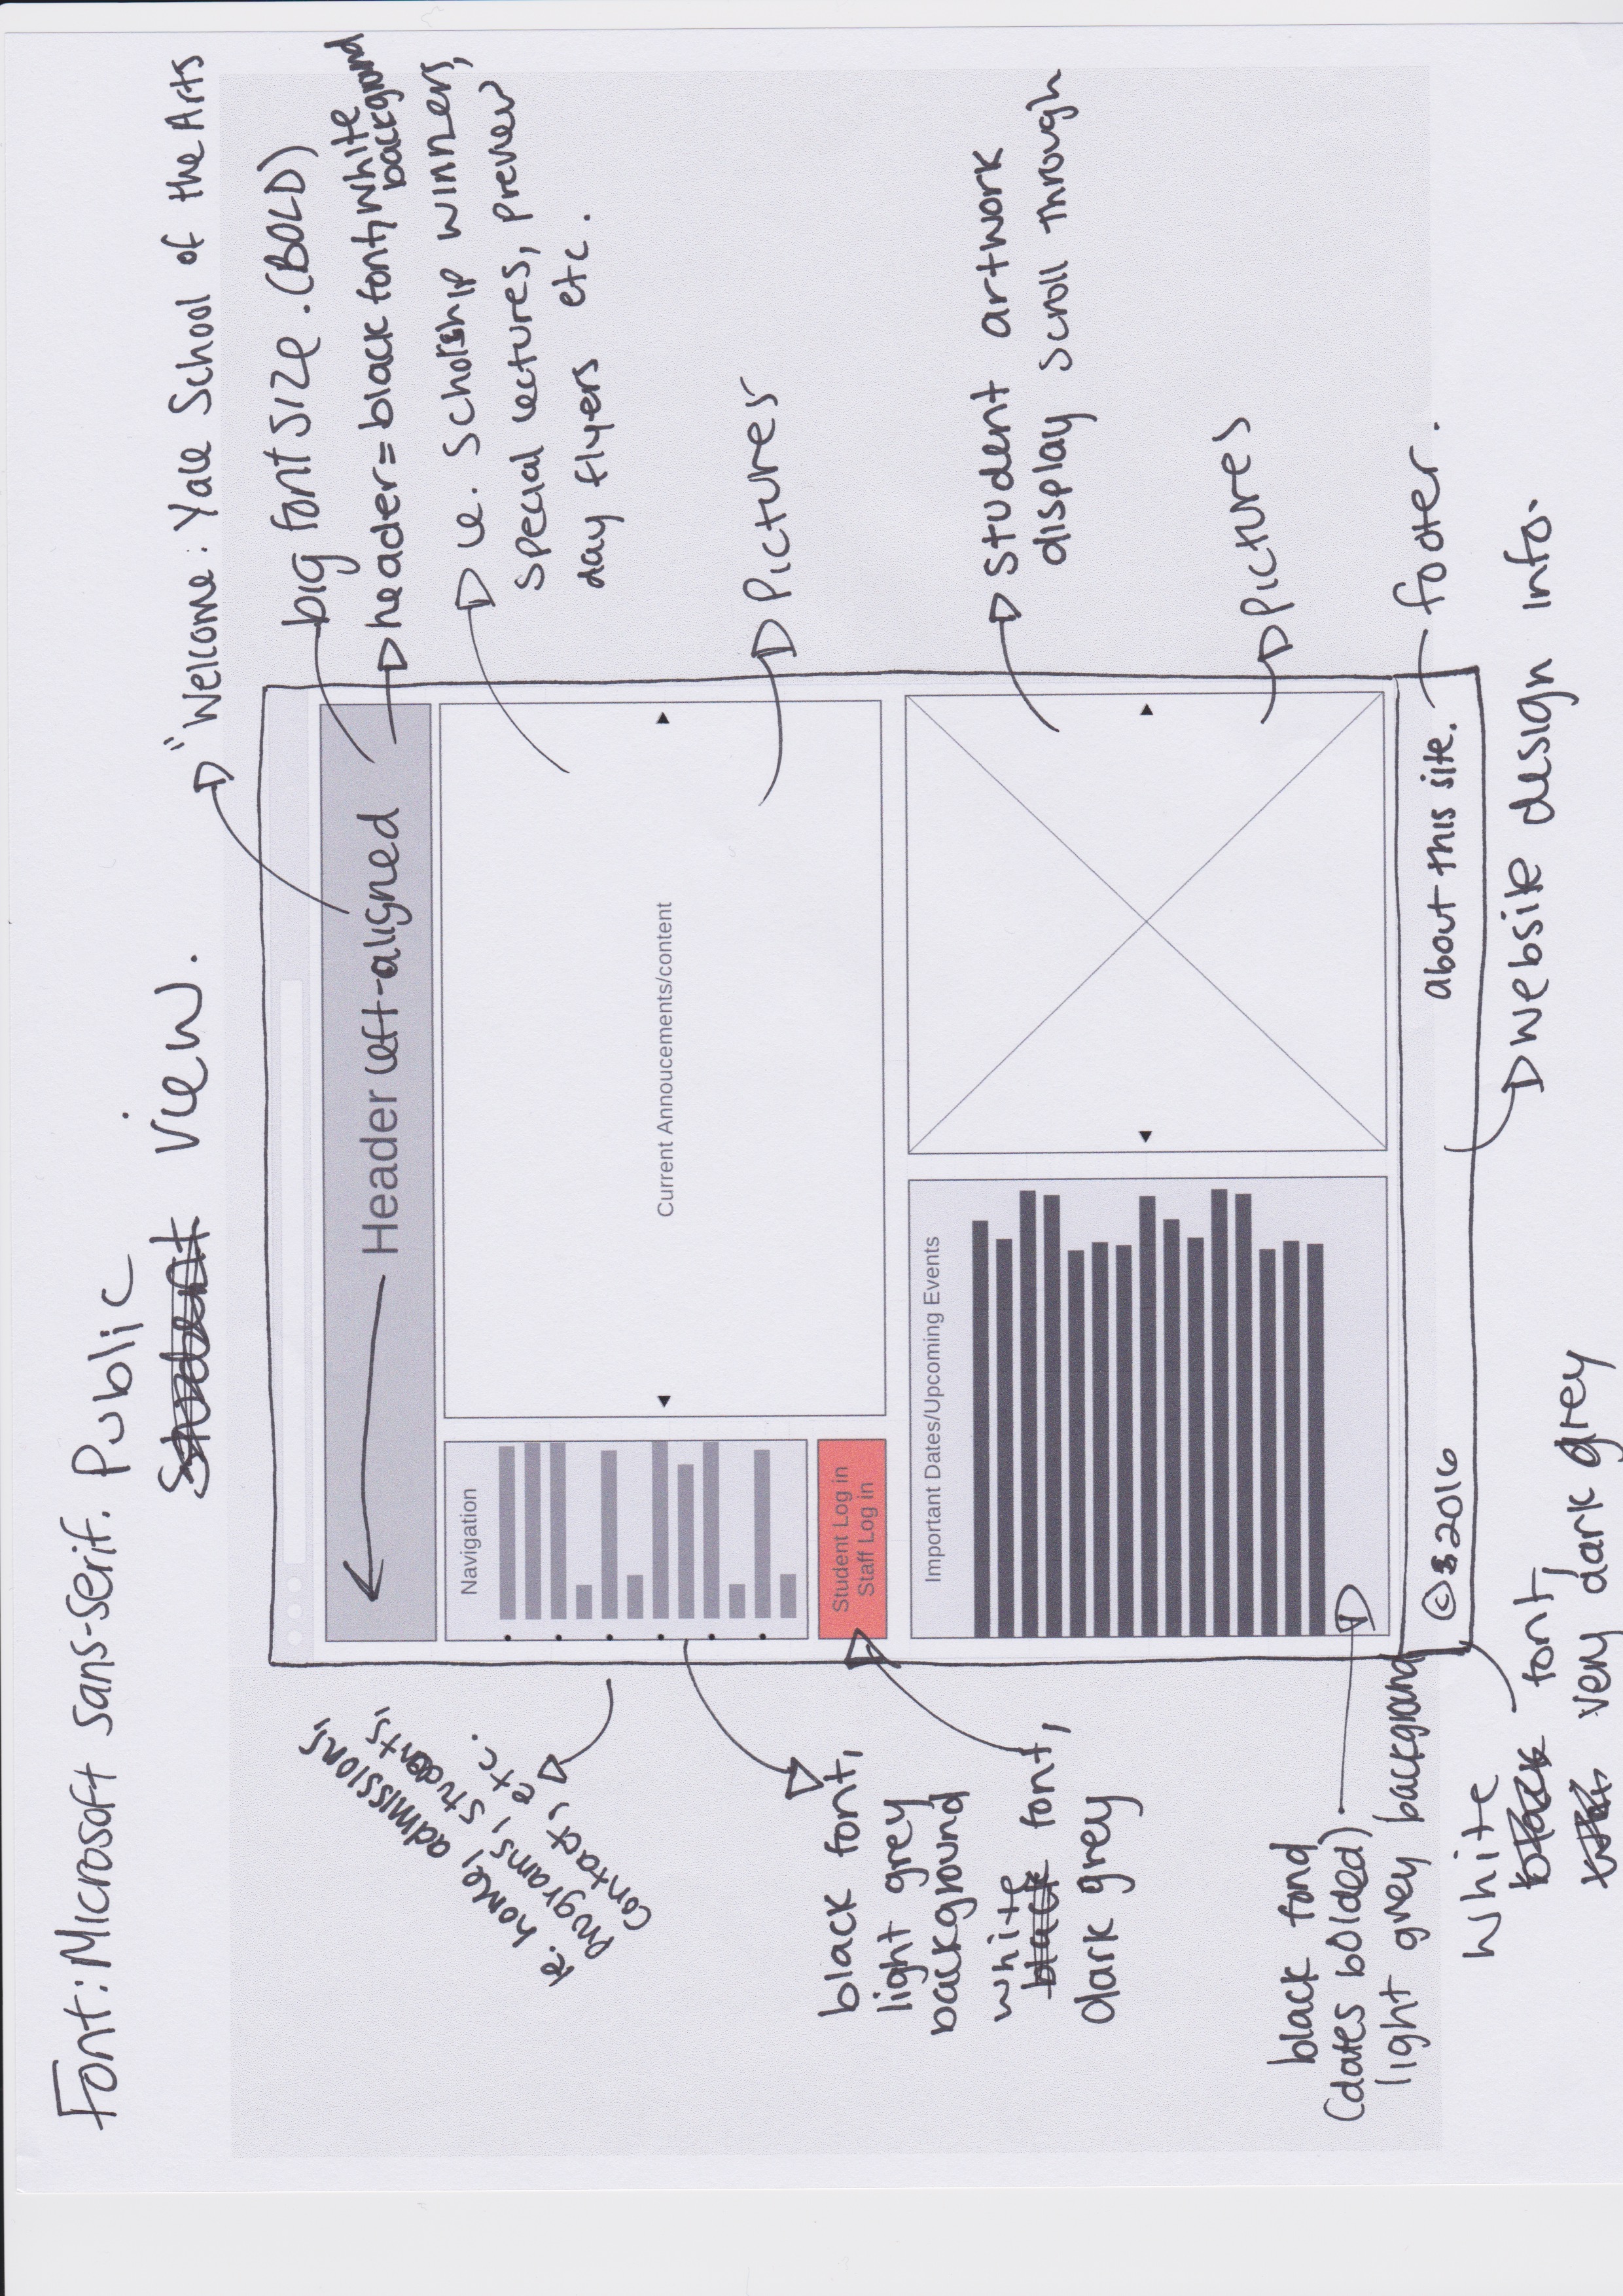 Font: Microsoft sans-serif. Public
Student view.
"Welcome: Yale School of the Arts
big font size. (BOLD)
header = black font, white background
Header left-aligned
ie. scholship winners,
special lectures, preview
day flyers etc.
Pictures
Navigation
Current Annoucements/content
ie. home, admissions,
programs, students,
contact, etc.
Student Log in
Staff Log in
black font,
light grey
background
white
black font,
dark grey
Important Dates/Upcoming Events
student artwork
display scroll through
Pictures
black fond
(dates bolded)
light grey background
© 2016
about this site.
footer.
website design info.
white
black font,
very dark grey